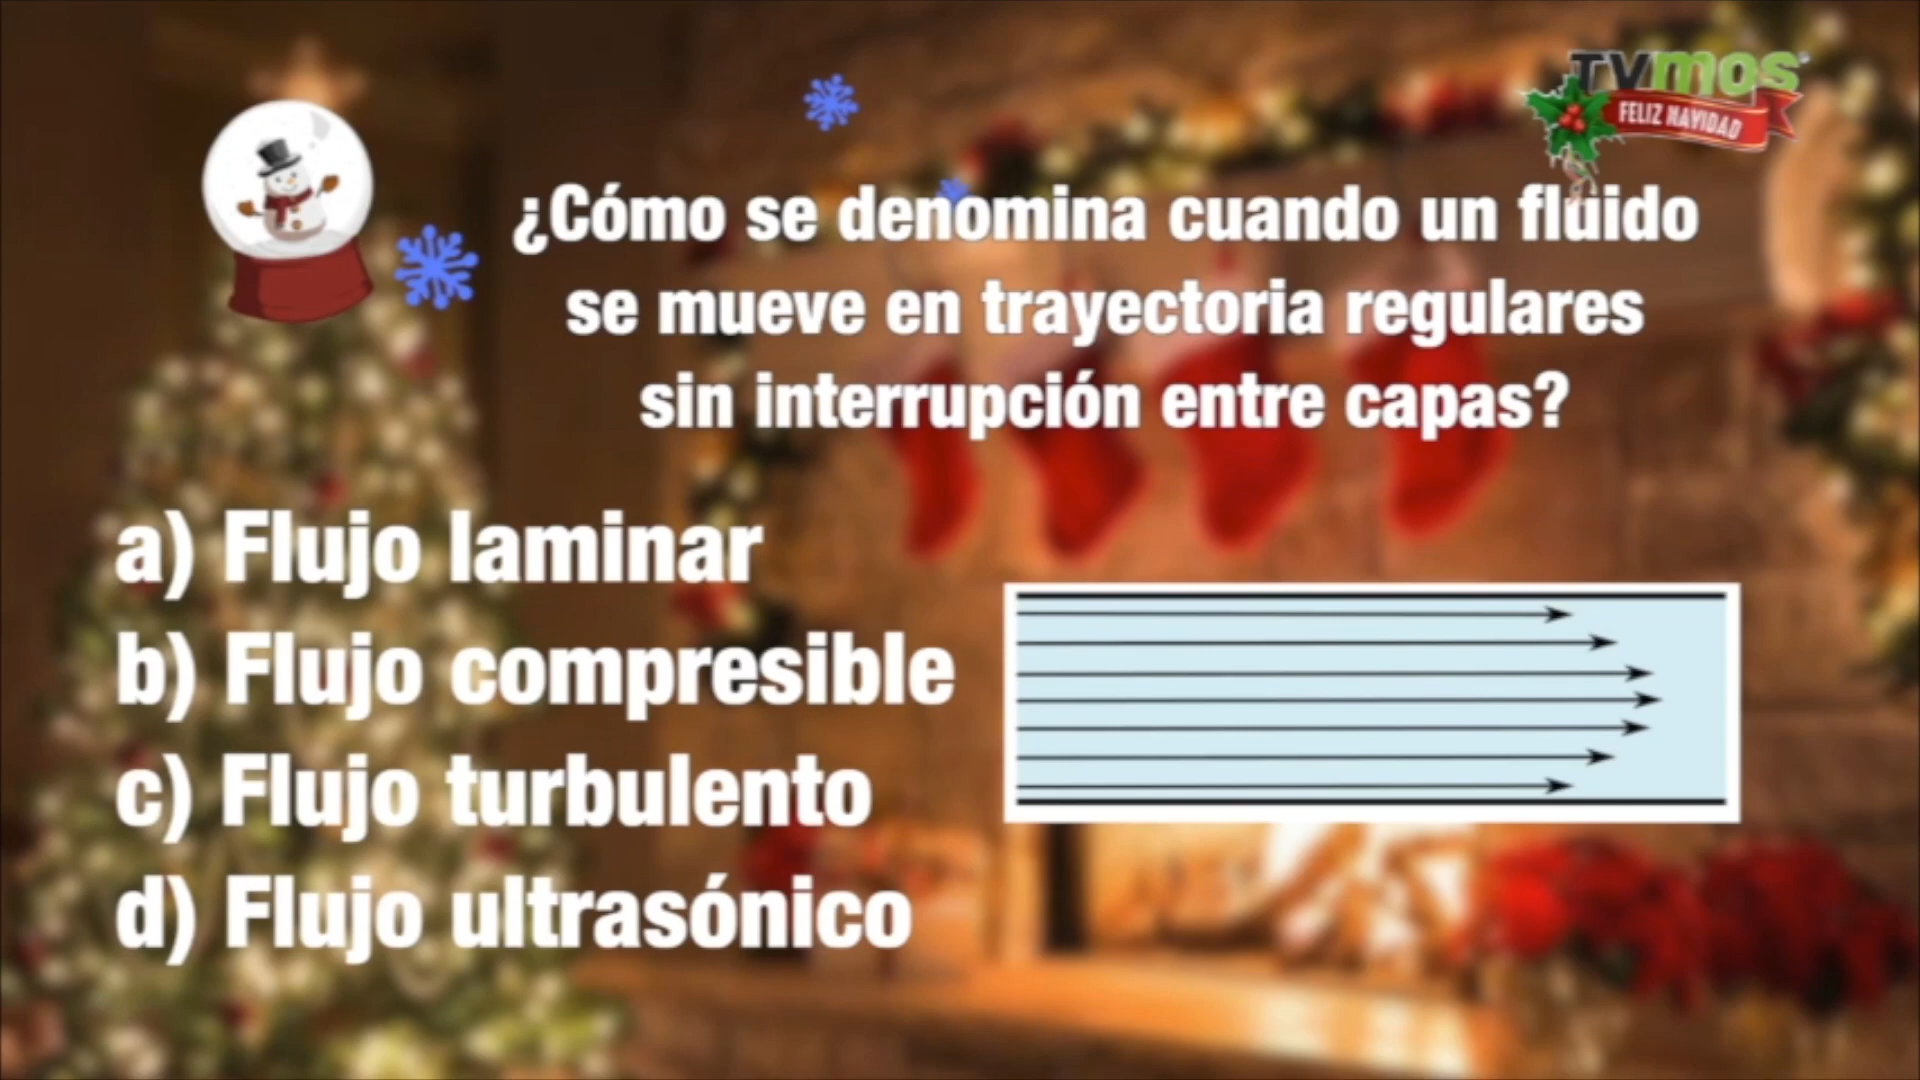 TVmos
FELIZ NAVIDAD
¿Cómo se denomina cuando un fluido
se mueve en trayectoria regulares
sin interrupción entre capas?
a) Flujo laminar
b) Flujo compresible
c) Flujo turbulento
d) Flujo ultrasónico